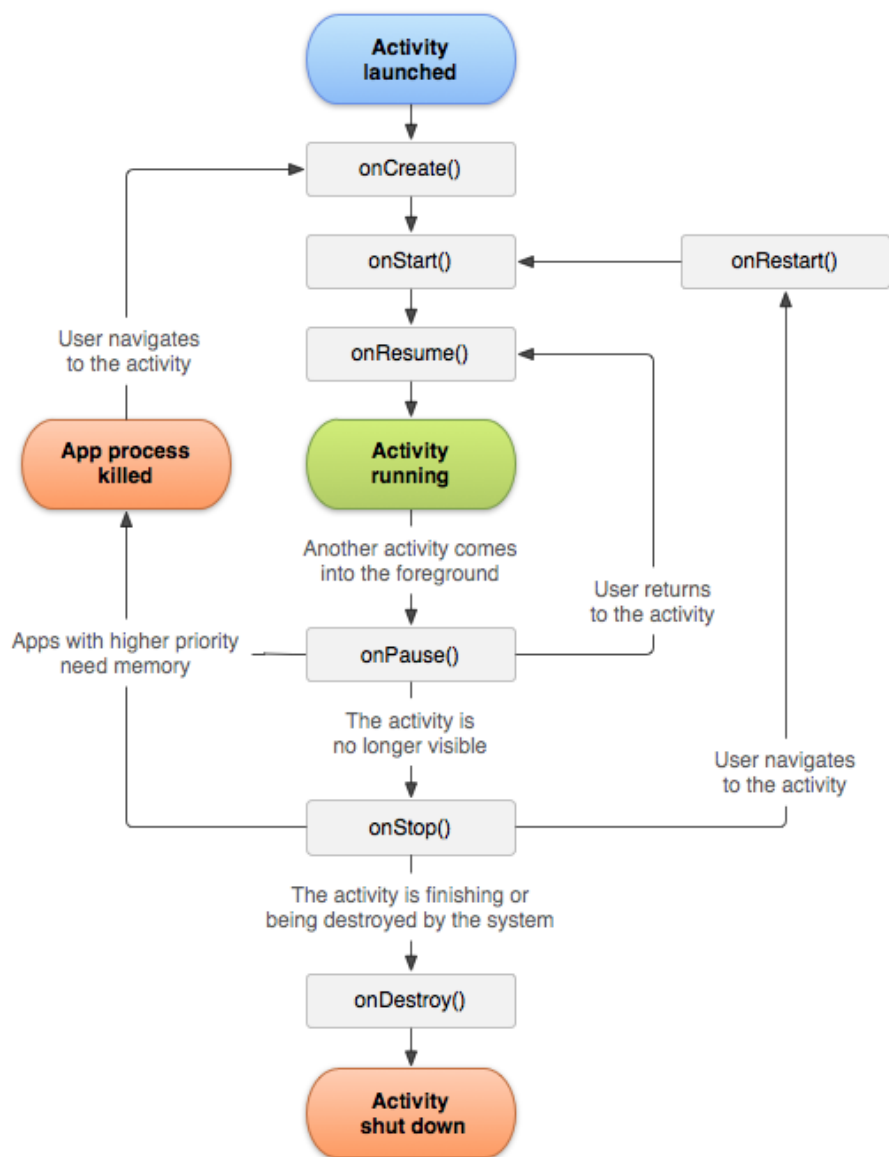 Activity
launched
onCreate()
onStart()
onRestart()
User navigates
to the activity
onResume()
App process
killed
Activity
running
Another activity comes
into the foreground
User returns
to the activity
Apps with higher priority
need memory
onPause()
The activity is
no longer visible
User navigates
to the activity
onStop()
The activity is finishing or
being destroyed by the system
onDestroy()
Activity
shut down